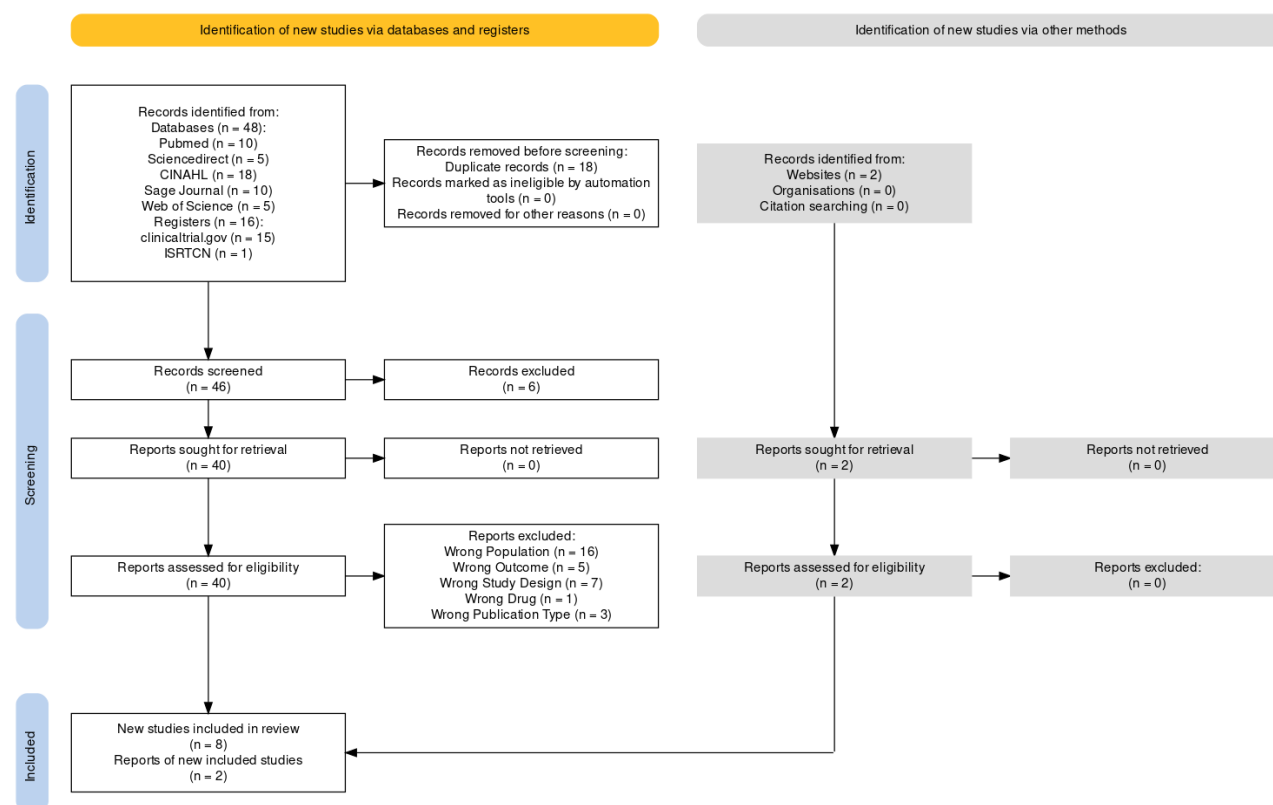 Identification of new studies via databases and registers
Identification of new studies via other methods
Identification
Records identified from:
Databases (n = 48):
Pubmed (n = 10)
Sciencedirect (n = 5)
CINAHL (n = 18)
Sage Journal (n = 10)
Web of Science (n = 5)
Registers (n = 16):
clinicaltrial.gov (n = 15)
ISRTCN (n = 1)
Records removed before screening:
Duplicate records (n = 18)
Records marked as ineligible by automation
tools (n = 0)
Records removed for other reasons (n = 0)
Records identified from:
Websites (n = 2)
Organisations (n = 0)
Citation searching (n = 0)
Screening
Records screened
(n = 46)
Records excluded
(n = 6)
Reports sought for retrieval
(n = 40)
Reports not retrieved
(n = 0)
Reports sought for retrieval
(n = 2)
Reports not retrieved
(n = 0)
Reports assessed for eligibility
(n = 40)
Reports excluded:
Wrong Population (n = 16)
Wrong Outcome (n = 5)
Wrong Study Design (n = 7)
Wrong Drug (n = 1)
Wrong Publication Type (n = 3)
Reports assessed for eligibility
(n = 2)
Reports excluded:
(n = 0)
Included
New studies included in review
(n = 8)
Reports of new included studies
(n = 2)